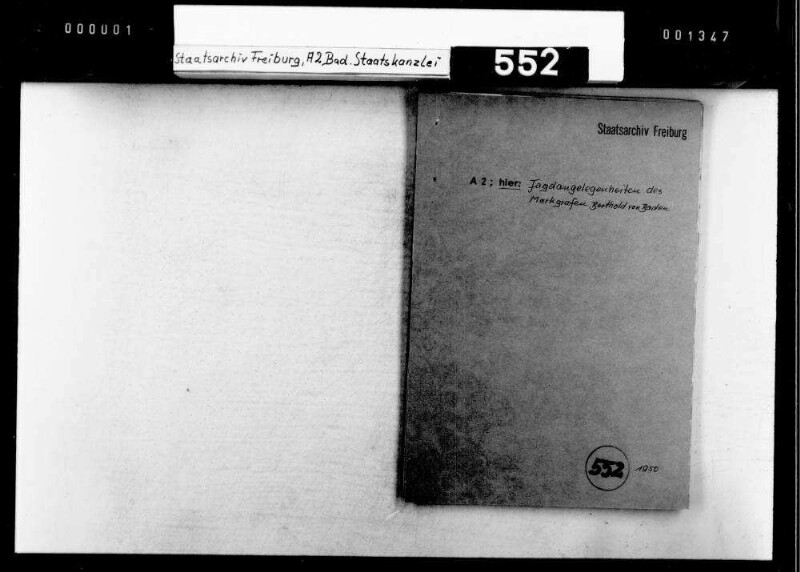 000001
001347
Staatsarchiv Freiburg, A2, Bad. Staatskanzlei
552
Staatsarchiv Freiburg
A 2 ; hier: Jagdangelegenheiten des
Markgrafen Berthold von Baden
552 1950